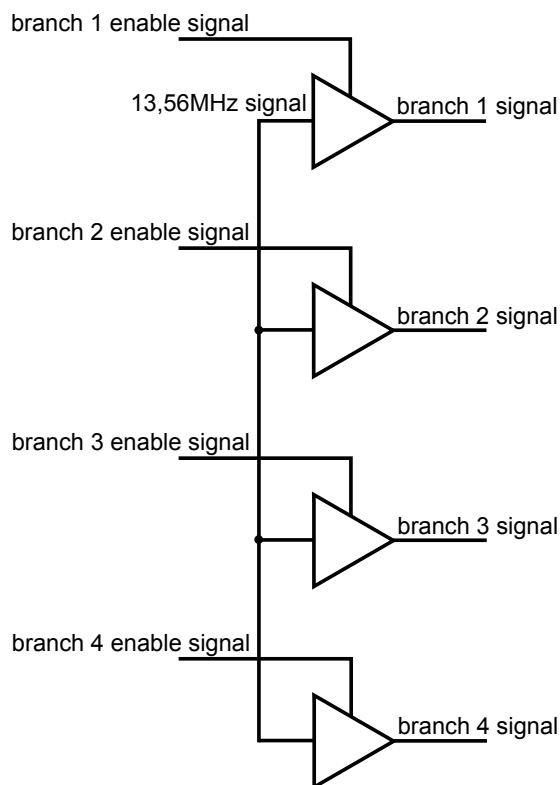 branch 1 enable signal
13,56MHz signal
branch 1 signal
branch 2 enable signal
branch 2 signal
branch 3 enable signal
branch 3 signal
branch 4 enable signal
branch 4 signal